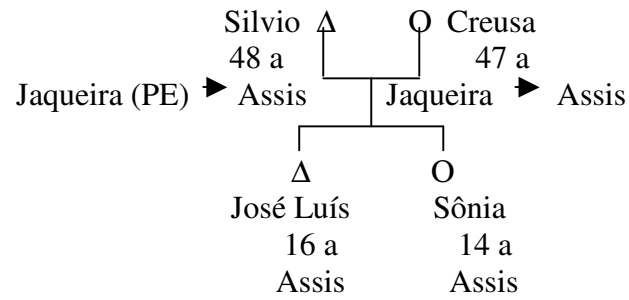 Silvio Δ O Creusa
48 a 47 a
Jaqueira (PE) ► Assis Jaqueira ► Assis
Δ O
José Luís Sônia
16 a 14 a
Assis Assis